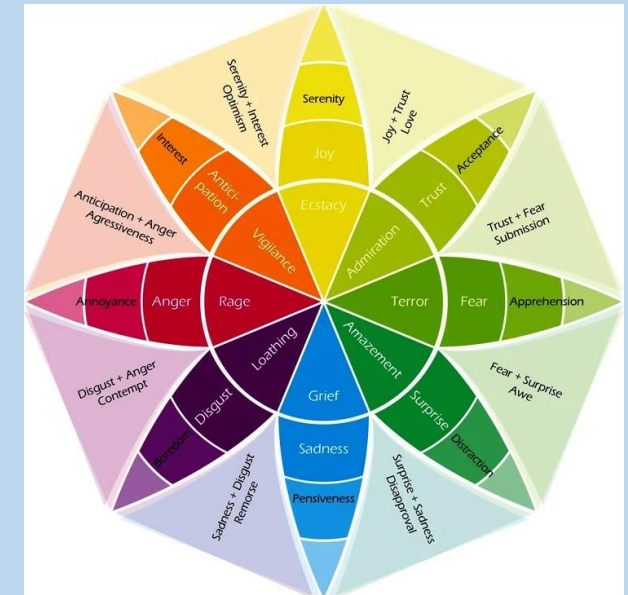 Serenity + Interest
Optimism
Serenity
Joy
Ecstacy
Joy + Trust
Love
Acceptance
Trust
Admiration
Trust + Fear
Submission
Terror
Fear
Apprehension
Fear + Surprise
Awe
Amazement
Surprise
Distraction
Surprise + Sadness
Disapproval
Grief
Sadness
Pensiveness
Sadness + Disgust
Remorse
Loathing
Disgust
Boredom
Disgust + Anger
Contempt
Rage
Anger
Annoyance
Anticipation + Anger
Agressiveness
Interest
Antici-
pation
Vigilance